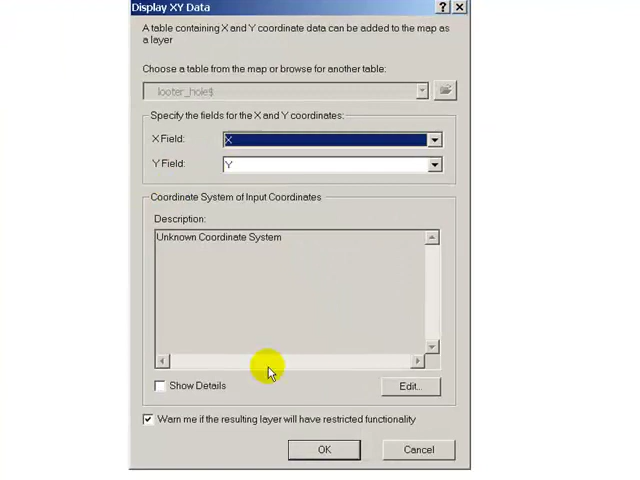 Display XY Data
A table containing X and Y coordinate data can be added to the map as
a layer
Choose a table from the map or browse for another table:
looter_hole$
Specify the fields for the X and Y coordinates:
X Field: X
Y Field: Y
Coordinate System of Input Coordinates
Description:
Unknown Coordinate System
Show Details Edit...
Warn me if the resulting layer will have restricted functionality
OK Cancel